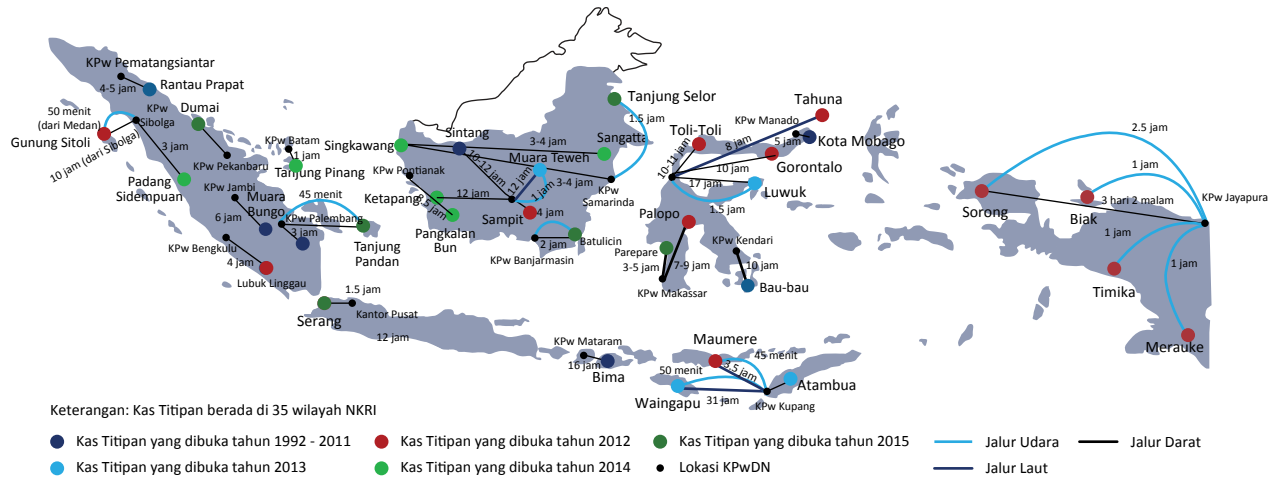 KPw Pematangsiantar
4-5 jam
Rantau Prapat
50 menit
(dari Medan)
Gunung Sitoli
10 jam (dari Sibolga)
KPw
Sibolga
Dumai
3 jam
KPw Pekanbaru
KPw Batam
1 jam
Tanjung Pinang
Padang
Sidempuan
KPw Jambi
6 jam
Muara
Bungo
45 menit
KPw Palembang
3 jam
Tanjung
Pandan
KPw Bengkulu
4 jam
Lubuk Linggau
1.5 jam
Serang
Kantor Pusat
12 jam
Singkawang
Sintang
KPw Pontianak
Ketapang
8.5 jam
Pangkalan
Bun
10-12 jam
12 jam
Muara Teweh
12 jam
1 jam
3-4 jam
Sangatta
3-4 jam
KPw
Samarinda
Tanjung Selor
1.5 jam
Sampit
4 jam
2 jam
Batulicin
KPw Banjarmasin
Toli-Toli
10-11 jam
8 jam
KPw Manado
Tahuna
5 jam
Kota Mobago
Gorontalo
10 jam
17 jam
Luwuk
1.5 jam
Palopo
Parepare
3-5 jam
7-9 jam
KPw Makassar
KPw Kendari
10 jam
Bau-bau
KPw Mataram
16 jam
Bima
Maumere
45 menit
3,5 jam
50 menit
Waingapu
31 jam
KPw Kupang
Atambua
2.5 jam
1 jam
KPw Jayapura
Sorong
Biak
3 hari 2 malam
1 jam
1 jam
Timika
Merauke
Keterangan: Kas Titipan berada di 35 wilayah NKRI
Kas Titipan yang dibuka tahun 1992 - 2011
Kas Titipan yang dibuka tahun 2012
Kas Titipan yang dibuka tahun 2015
Jalur Udara
Jalur Darat
Kas Titipan yang dibuka tahun 2013
Kas Titipan yang dibuka tahun 2014
Lokasi KPwDN
Jalur Laut